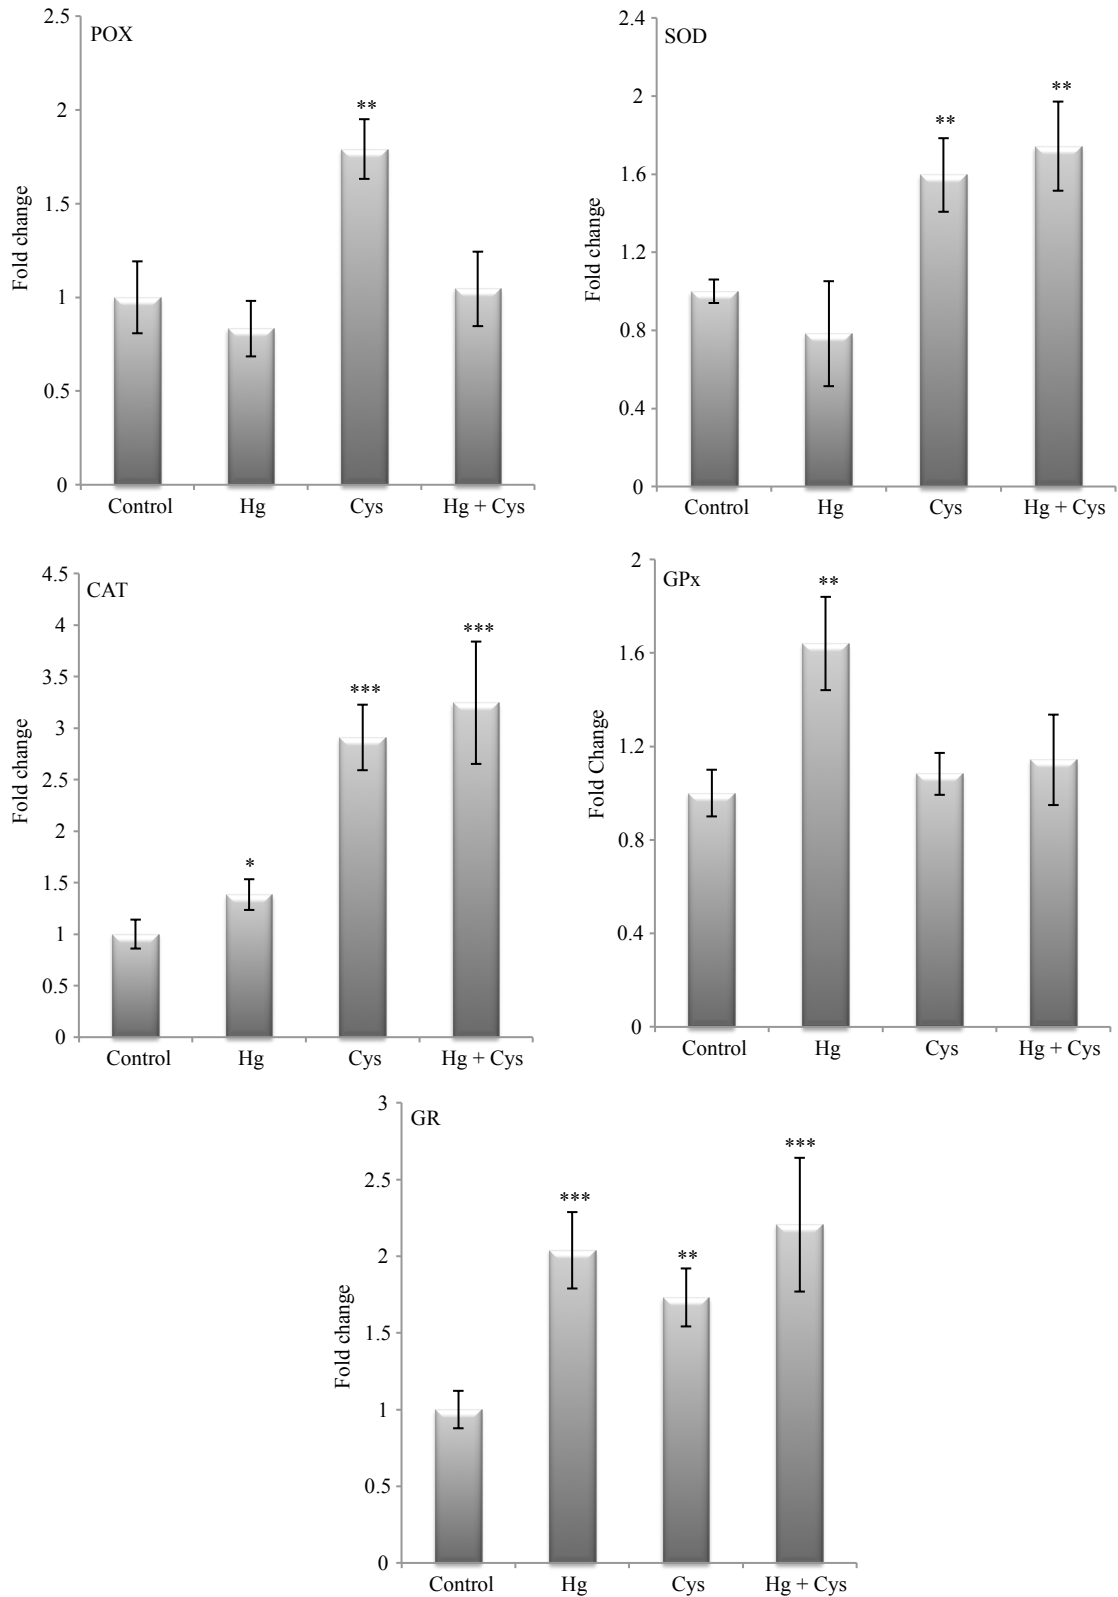 POX
Fold change
2.5
2
1.5
1
0.5
0
**
Control Hg Cys Hg + Cys
SOD
Fold change
2.4
2
1.6
1.2
0.8
0.4
0
** **
Control Hg Cys Hg + Cys
CAT
Fold change
4.5
4
3.5
3
2.5
2
1.5
1
0.5
0
* *** ***
Control Hg Cys Hg + Cys
GPx
Fold Change
2
1.6
1.2
0.8
0.4
0
**
Control Hg Cys Hg + Cys
GR
Fold change
3
2.5
2
1.5
1
0.5
0
*** ** ***
Control Hg Cys Hg + Cys